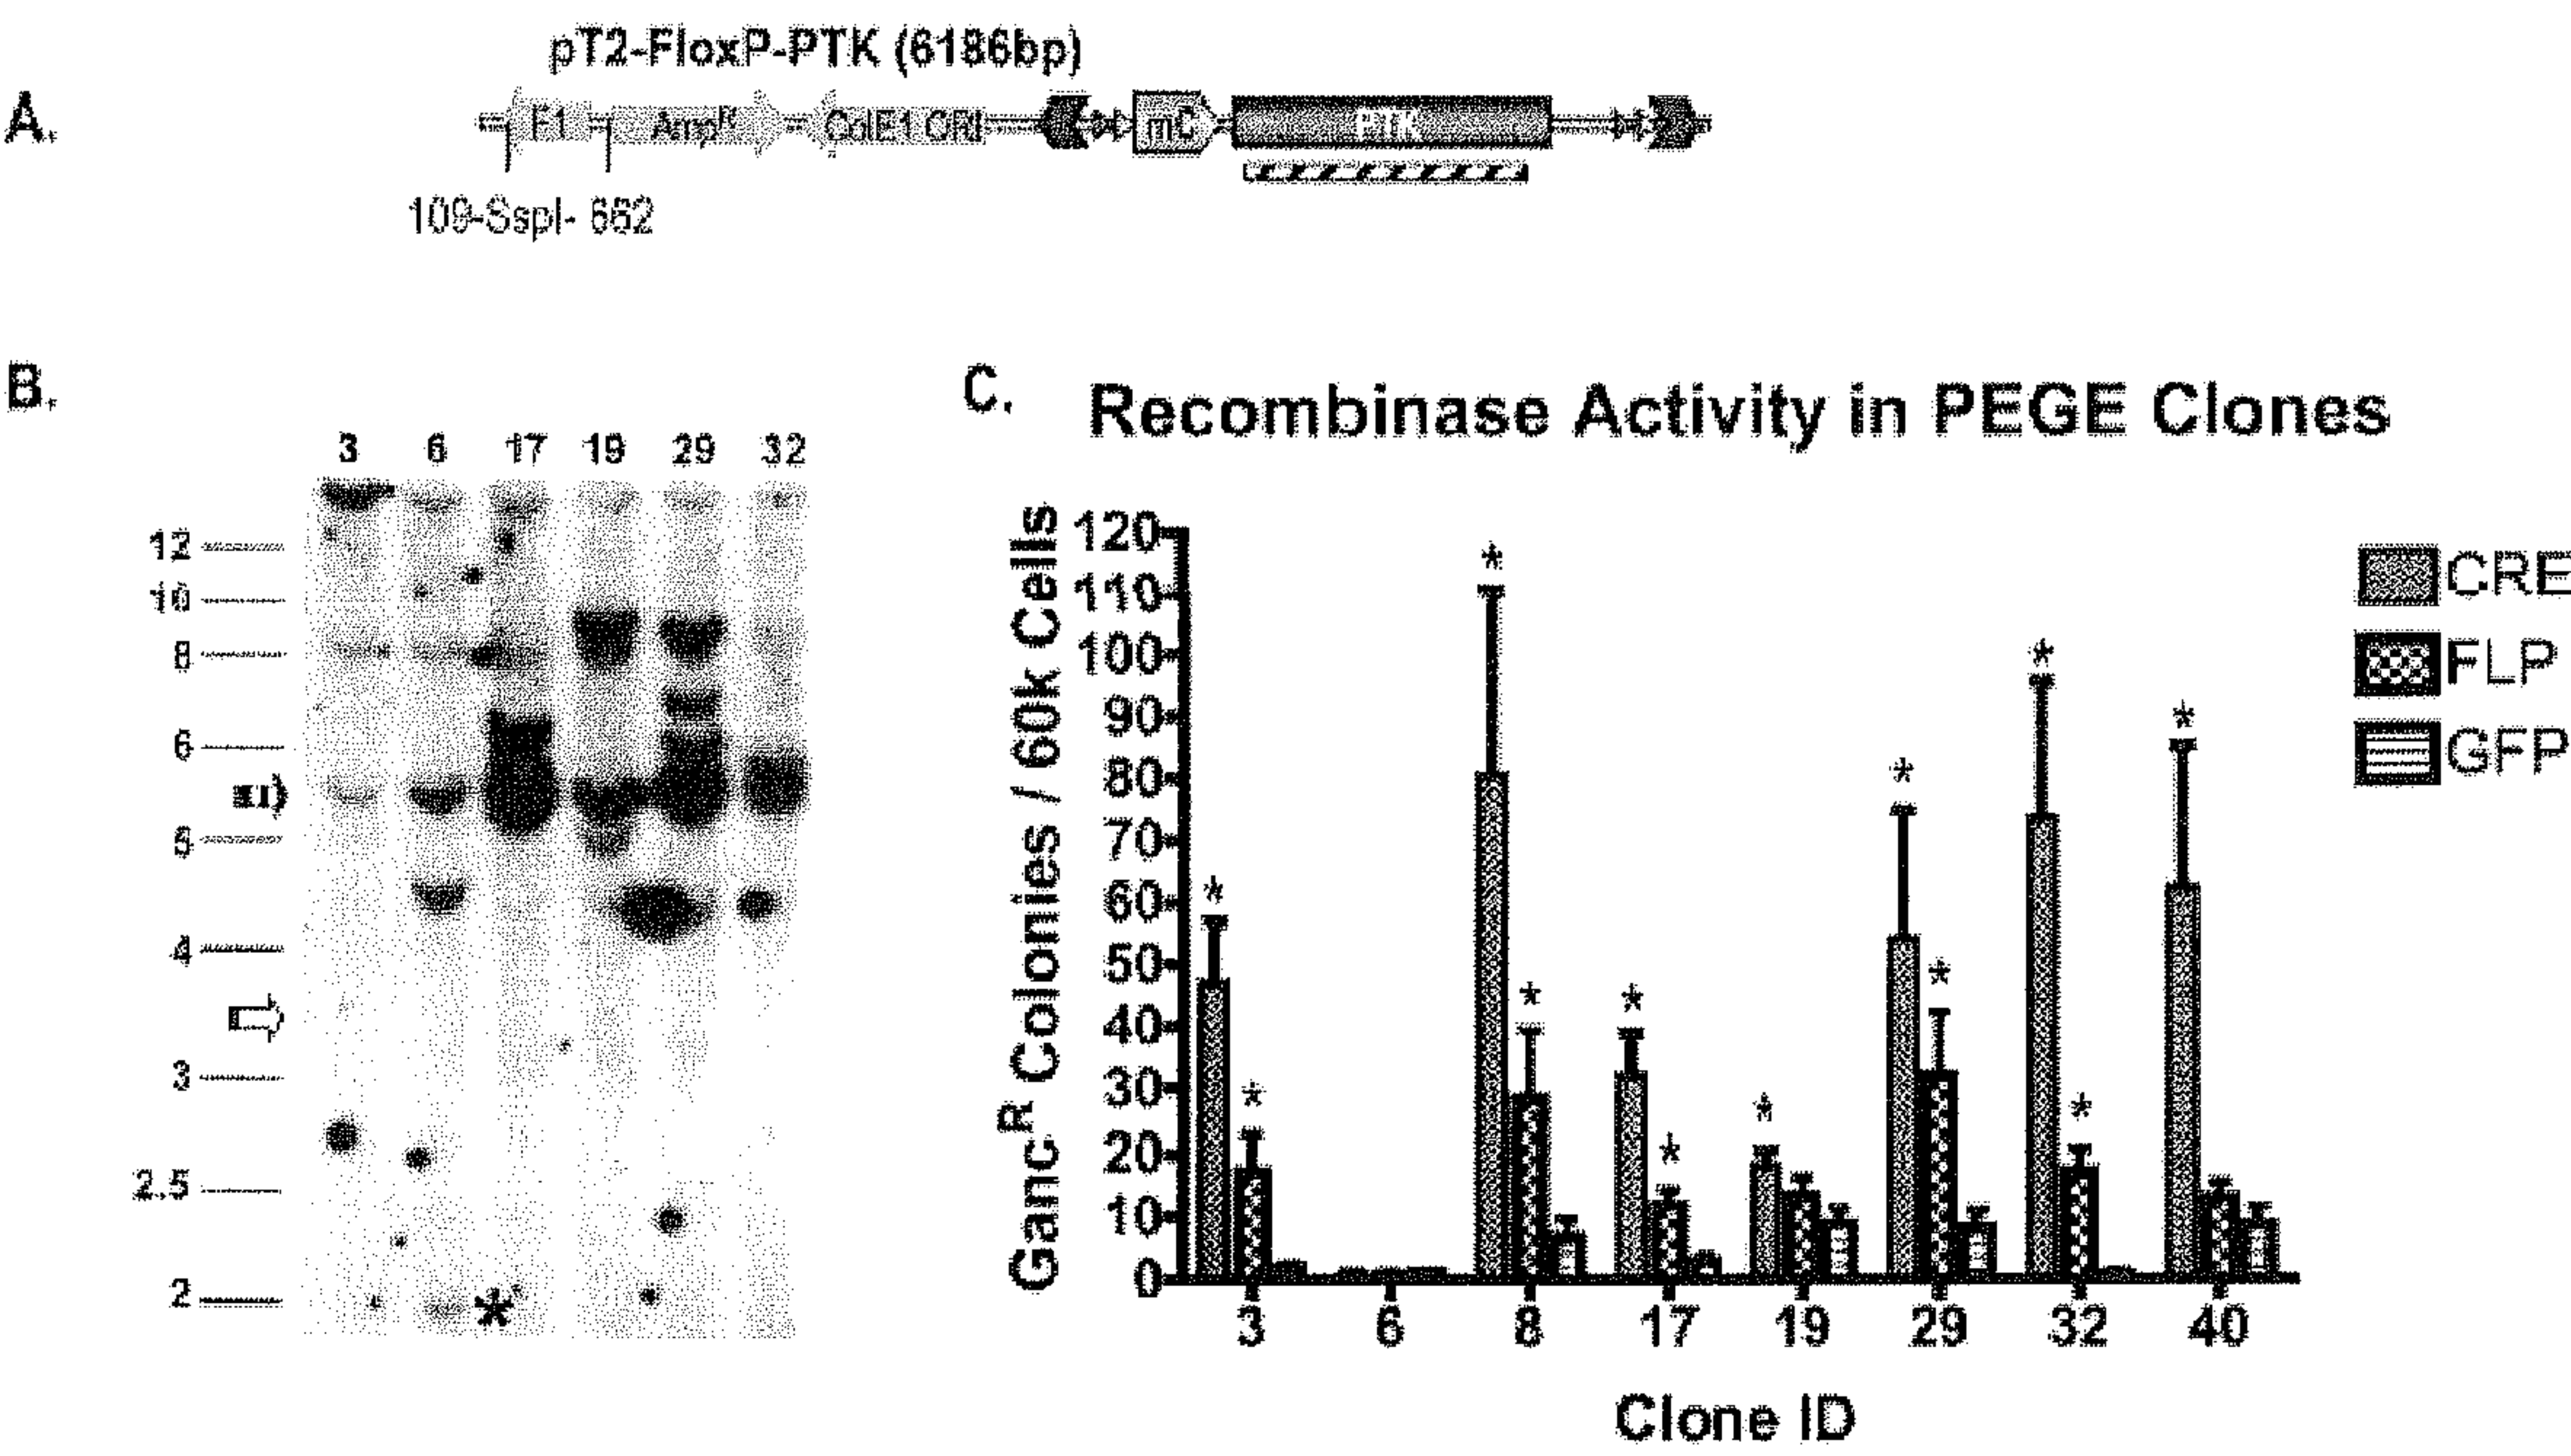 A.
pT2-FloxP-PTK (6186bp)
F1 AmpR ColE1 ORI mC PTK
109-SspI- 662
B.
3 6 17 19 29 32
12
10
8
6
5
4
3
2.5
2
*
C.
Recombinase Activity in PEGE Clones
GancR Colonies / 60k Cells
120
110
100
90
80
70
60
50
40
30
20
10
0
* * * * * * * * * * * *
3 6 8 17 19 29 32 40
Clone ID
CRE
FLP
GFP